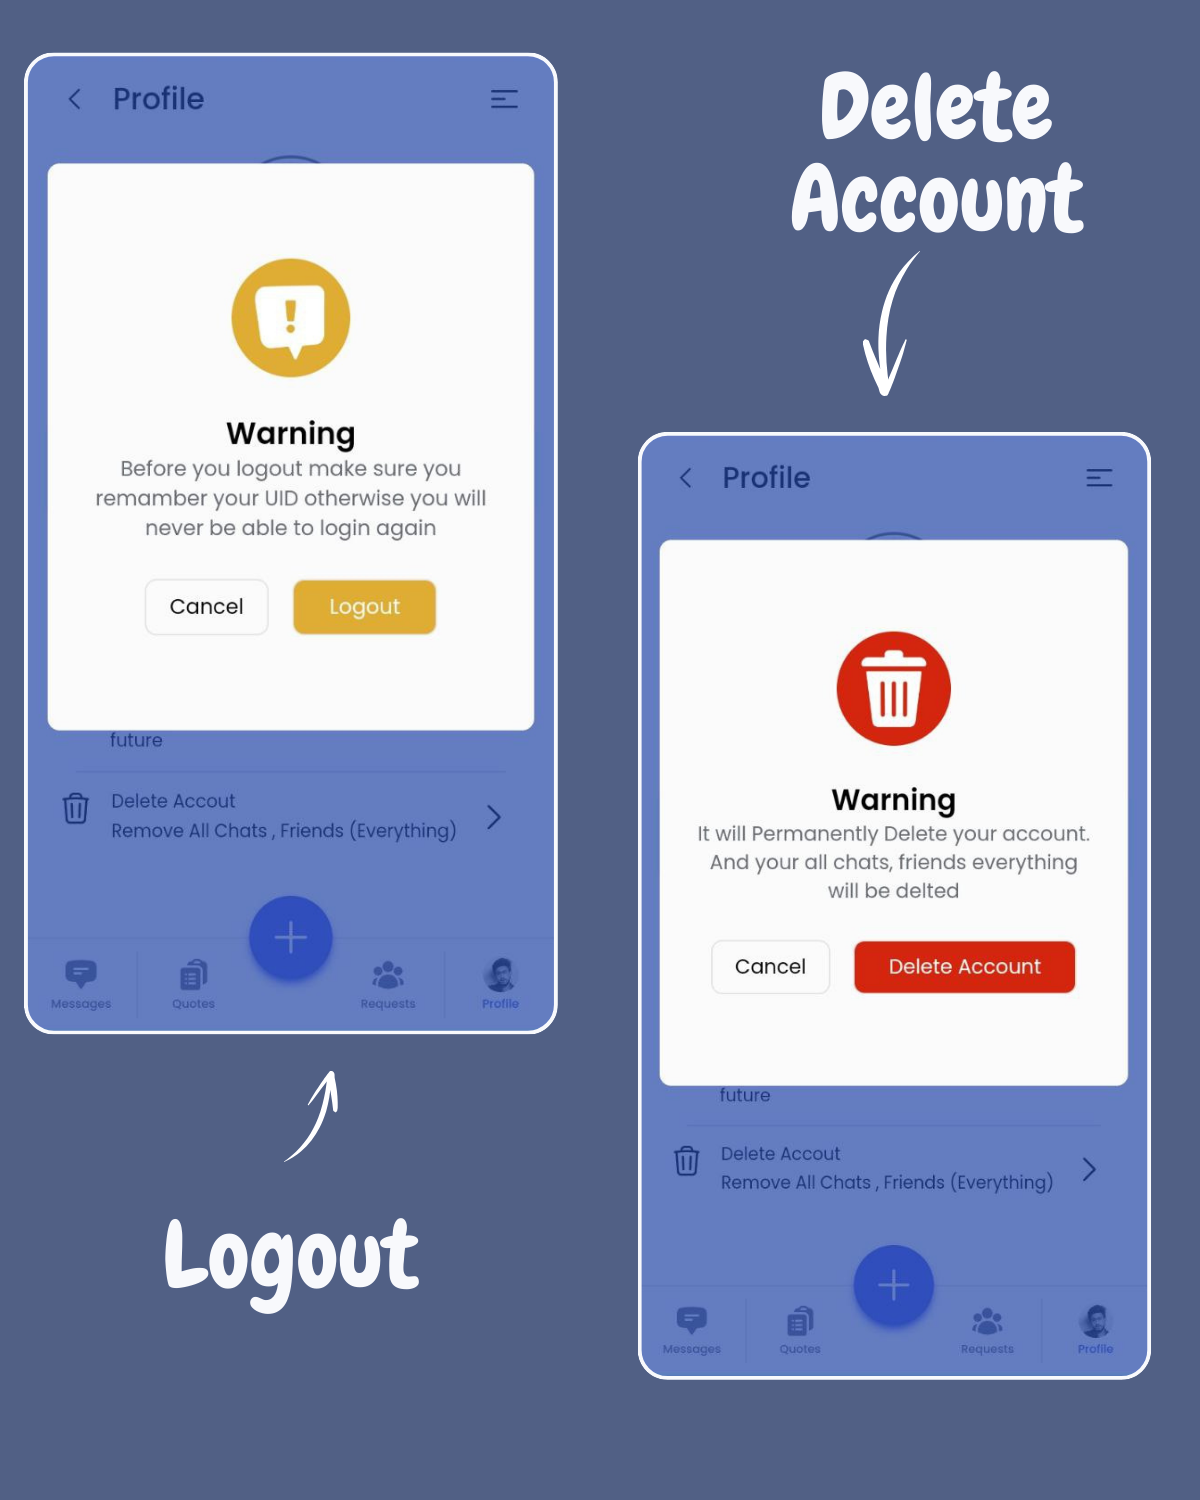 Profile
Warning
Before you logout make sure you
remamber your UID otherwise you will
never be able to login again
Cancel
Logout
future
Delete Accout
Remove All Chats , Friends (Everything)
Messages
Quotes
Requests
Profile
Logout
Delete
Account
Profile
Warning
It will Permanently Delete your account.
And your all chats, friends everything
will be delted
Cancel
Delete Account
future
Delete Accout
Remove All Chats , Friends (Everything)
Messages
Quotes
Requests
Profile